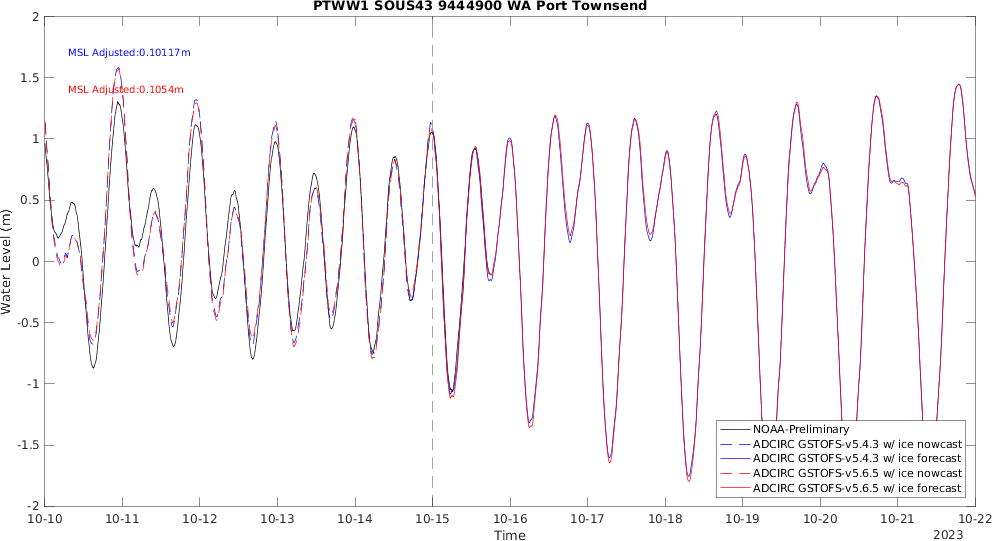 PTWW1 SOUS43 9444900 WA Port Townsend
MSL Adjusted:0.10117m
MSL Adjusted:0.1054m
Water Level (m)
2
1.5
1
0.5
0
-0.5
-1
-1.5
-2
NOAA-Preliminary
ADCIRC GSTOFS-v5.4.3 w/ ice nowcast
ADCIRC GSTOFS-v5.4.3 w/ ice forecast
ADCIRC GSTOFS-v5.6.5 w/ ice nowcast
ADCIRC GSTOFS-v5.6.5 w/ ice forecast
10-10 10-11 10-12 10-13 10-14 10-15 10-16 10-17 10-18 10-19 10-20 10-21 10-22
Time
2023